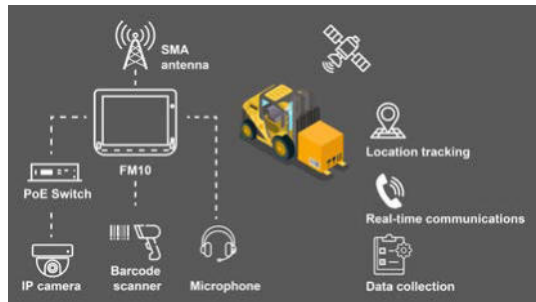 SMA
antenna
FM10
PoE Switch
IP camera
Barcode
scanner
Microphone
Location tracking
Real-time communications
Data collection